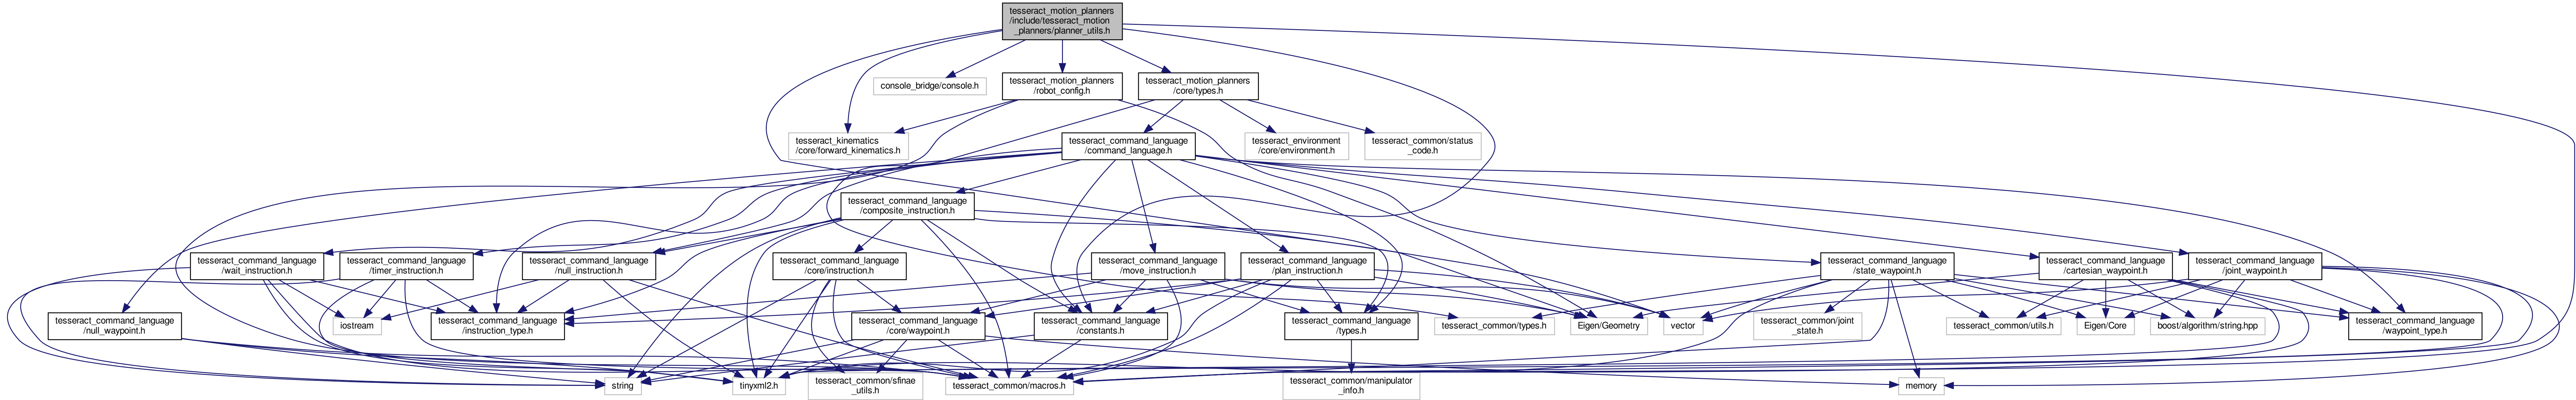 tesseract_motion_planners
/include/tesseract_motion
_planners/planner_utils.h
console_bridge/console.h
tesseract_motion_planners
/robot_config.h
tesseract_motion_planners
/core/types.h
tesseract_kinematics
/core/forward_kinematics.h
tesseract_command_language
/command_language.h
tesseract_environment
/core/environment.h
tesseract_common/status
_code.h
tesseract_command_language
/composite_instruction.h
tesseract_command_language
/wait_instruction.h
tesseract_command_language
/timer_instruction.h
tesseract_command_language
/null_instruction.h
tesseract_command_language
/core/instruction.h
tesseract_command_language
/move_instruction.h
tesseract_command_language
/plan_instruction.h
tesseract_command_language
/state_waypoint.h
tesseract_command_language
/cartesian_waypoint.h
tesseract_command_language
/joint_waypoint.h
tesseract_command_language
/null_waypoint.h
iostream
tesseract_command_language
/instruction_type.h
tesseract_command_language
/core/waypoint.h
tesseract_command_language
/constants.h
tesseract_command_language
/types.h
tesseract_common/types.h
Eigen/Geometry
vector
tesseract_common/joint
_state.h
tesseract_common/utils.h
Eigen/Core
boost/algorithm/string.hpp
tesseract_command_language
/waypoint_type.h
string
tinyxml2.h
tesseract_common/sfinae
_utils.h
tesseract_common/macros.h
tesseract_common/manipulator
_info.h
memory